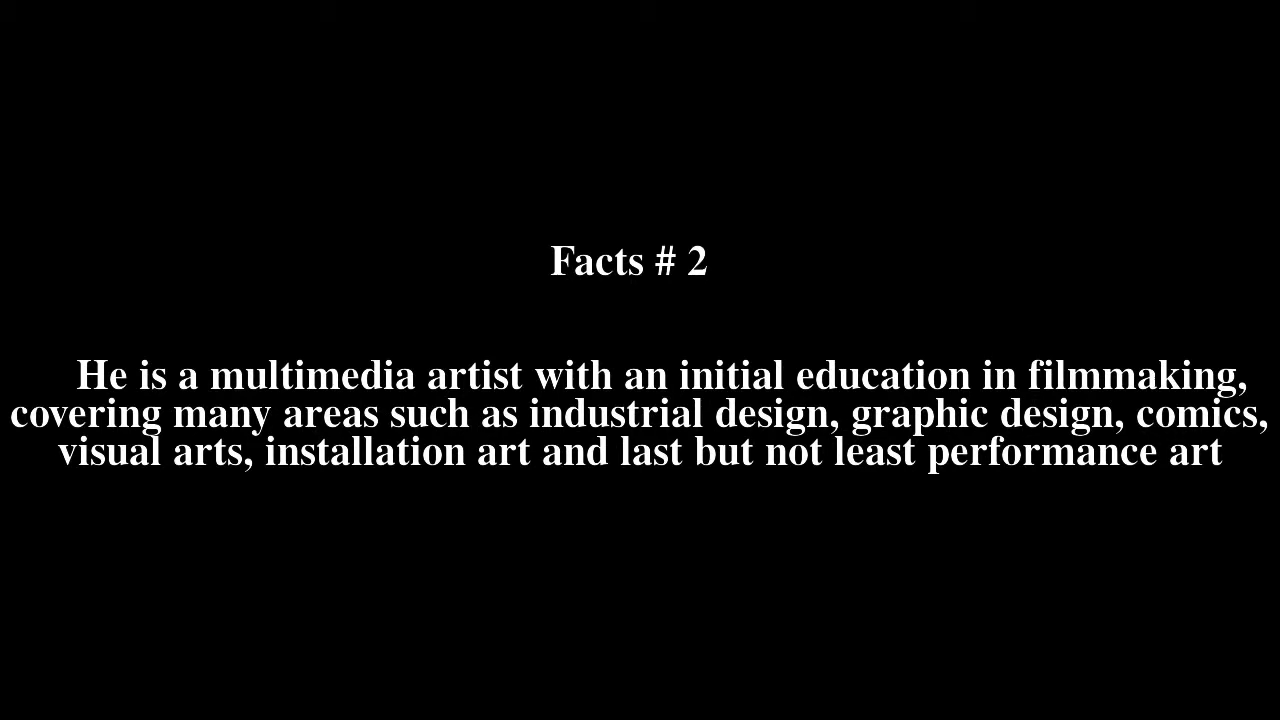 Facts # 2
He is a multimedia artist with an initial education in filmmaking,
covering many areas such as industrial design, graphic design, comics,
visual arts, installation art and last but not least performance art